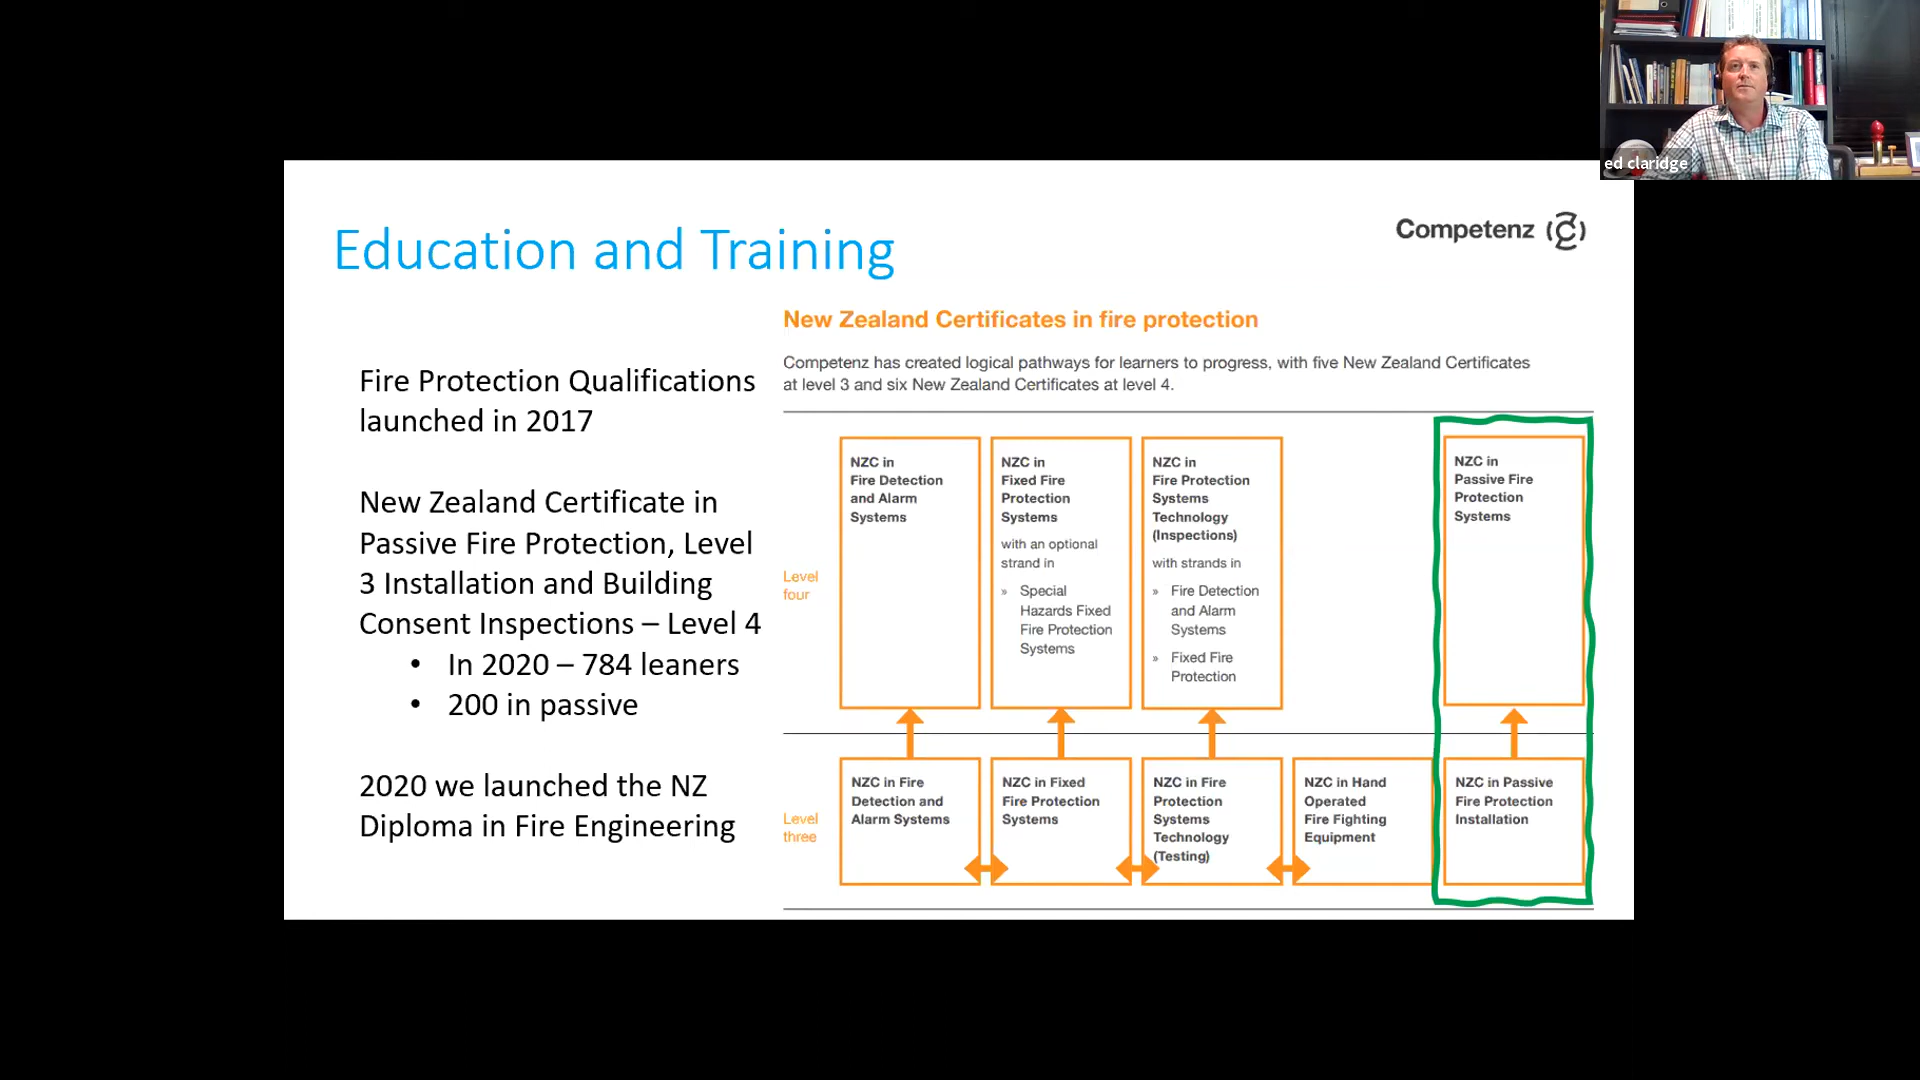 ed claridge
Education and Training
Competenz
Fire Protection Qualifications
launched in 2017
New Zealand Certificate in
Passive Fire Protection, Level
3 Installation and Building
Consent Inspections – Level 4
• In 2020 – 784 leaners
• 200 in passive
2020 we launched the NZ
Diploma in Fire Engineering
New Zealand Certificates in fire protection
Competenz has created logical pathways for learners to progress, with five New Zealand Certificates
at level 3 and six New Zealand Certificates at level 4.
Level
four
NZC in
Fire Detection
and Alarm
Systems
NZC in
Fixed Fire
Protection
Systems
with an optional
strand in
» Special
Hazards Fixed
Fire Protection
Systems
NZC in
Fire Protection
Systems
Technology
(Inspections)
with strands in
» Fire Detection
and Alarm
Systems
» Fixed Fire
Protection
NZC in
Passive Fire
Protection
Systems
Level
three
NZC in Fire
Detection and
Alarm Systems
NZC in Fixed
Fire Protection
Systems
NZC in Fire
Protection
Systems
Technology
(Testing)
NZC in Hand
Operated
Fire Fighting
Equipment
NZC in Passive
Fire Protection
Installation